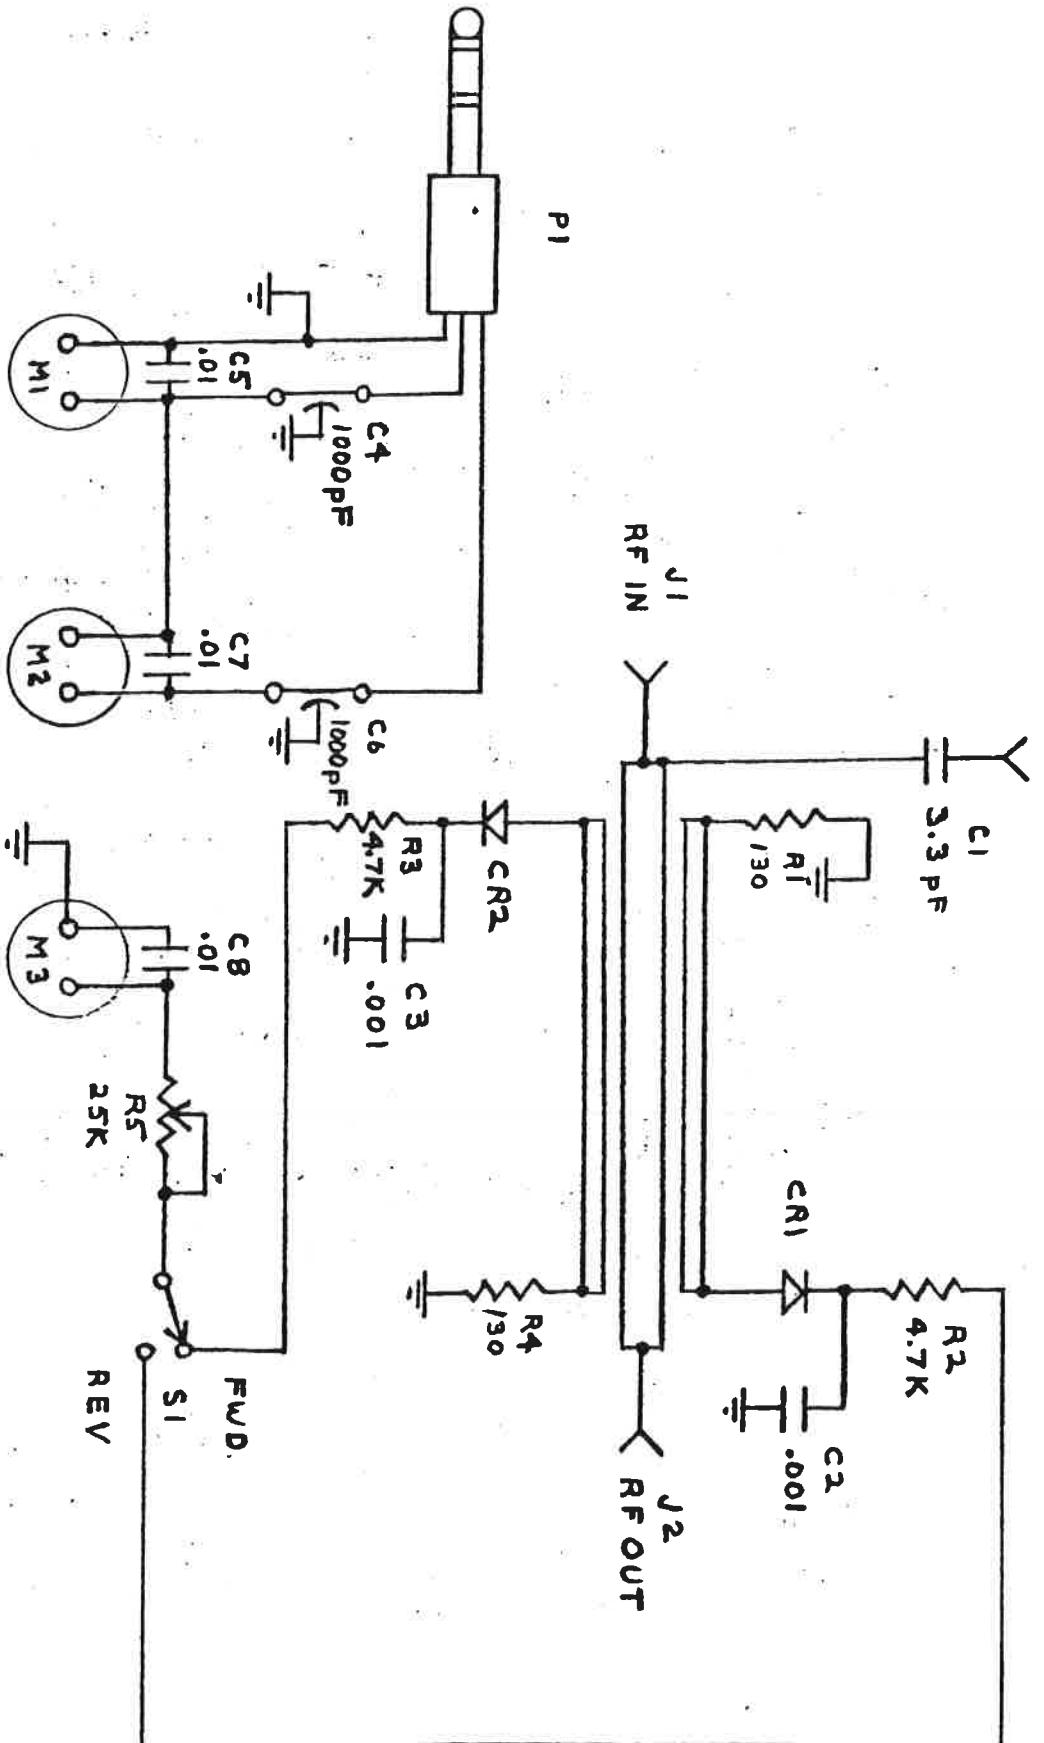 C1
3.3 pF
R1
130
CR1
R2
4.7K
C2
.001
J1
RF IN
J2
RF OUT
P1
CR2
R3
4.7K
C3
.001
R4
130
C4
1000pF
C5
.01
M1
C6
1000pF
C7
.01
M2
C8
.01
M3
R5
25K
FWD.
S1
REV